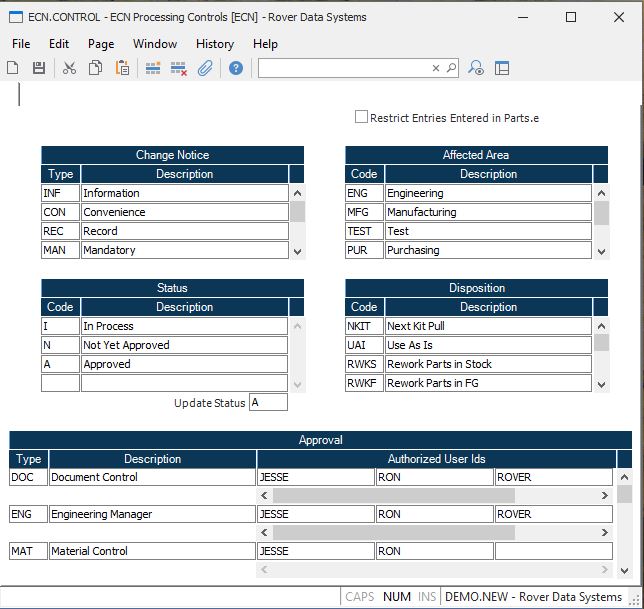 ECN.CONTROL - ECN Processing Controls [ECN] - Rover Data Systems
File Edit Page Window History Help
Restrict Entries Entered in Parts.e
Change Notice
Type Description
INF Information
CON Convenience
REC Record
MAN Mandatory
Affected Area
Code Description
ENG Engineering
MFG Manufacturing
TEST Test
PUR Purchasing
Status
Code Description
I In Process
N Not Yet Approved
A Approved
Update Status A
Disposition
Code Description
NKIT Next Kit Pull
UAI Use As Is
RWKS Rework Parts in Stock
RWKF Rework Parts in FG
Approval
Type Description Authorized User Ids
DOC Document Control JESSE RON ROVER
ENG Engineering Manager JESSE RON ROVER
MAT Material Control JESSE RON
CAPS NUM INS DEMO.NEW - Rover Data Systems